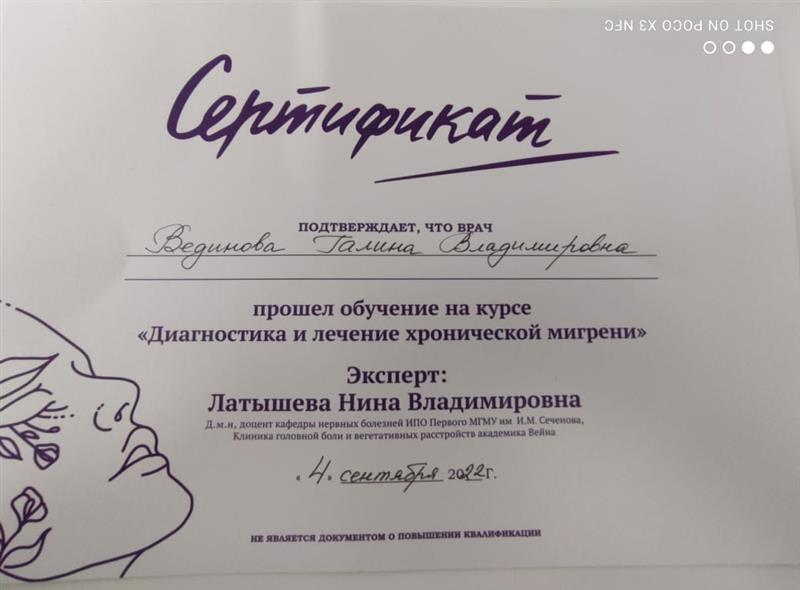 SHOT ON POCO X3 NFC
Сертификат
ПОДТВЕРЖДАЕТ, ЧТО ВРАЧ
Вединова Галина Владимировна
прошел обучение на курсе
«Диагностика и лечение хронической мигрени»
Эксперт:
Латышева Нина Владимировна
Д.м.н, доцент кафедры нервных болезней ИПО Первого МГМУ им И.М. Сеченова,
Клиника головной боли и вегетативных расстройств академика Вейна
«4» сентября 2022г.
НЕ ЯВЛЯЕТСЯ ДОКУМЕНТОМ О ПОВЫШЕНИИ КВАЛИФИКАЦИИ